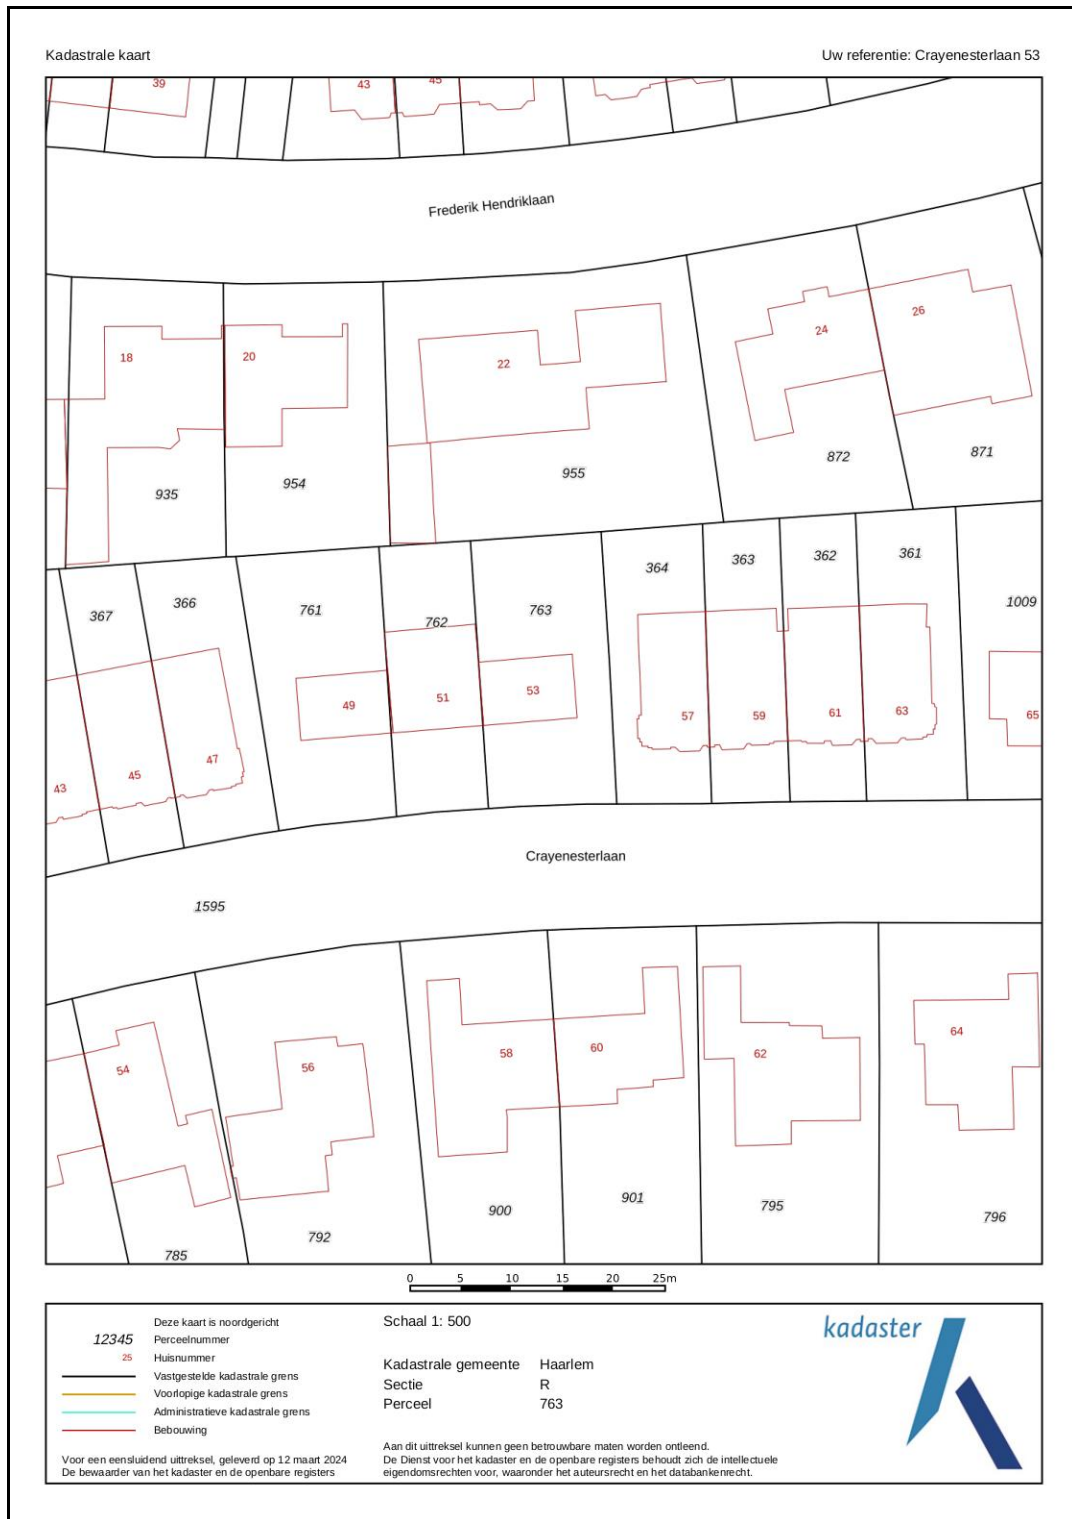 Kadastrale kaart
Uw referentie: Crayenesterlaan 53
39
43
45
Frederik Hendriklaan
18
20
22
24
26
935
954
955
872
871
367
366
761
762
763
364
363
362
361
1009
43
45
47
49
51
53
57
59
61
63
65
Crayenesterlaan
1595
54
56
58
60
62
64
785
792
900
901
795
796
0 5 10 15 20 25m
Deze kaart is noordgericht
12345 Perceelnummer
25 Huisnummer
Vastgestelde kadastrale grens
Voorlopige kadastrale grens
Administratieve kadastrale grens
Bebouwing
Voor een eensluidend uittreksel, geleverd op 12 maart 2024
De bewaarder van het kadaster en de openbare registers
Schaal 1: 500
Kadastrale gemeente Haarlem
Sectie R
Perceel 763
Aan dit uittreksel kunnen geen betrouwbare maten worden ontleend.
De Dienst voor het kadaster en de openbare registers behoudt zich de intellectuele
eigendomsrechten voor, waaronder het auteursrecht en het databankenrecht.
kadaster